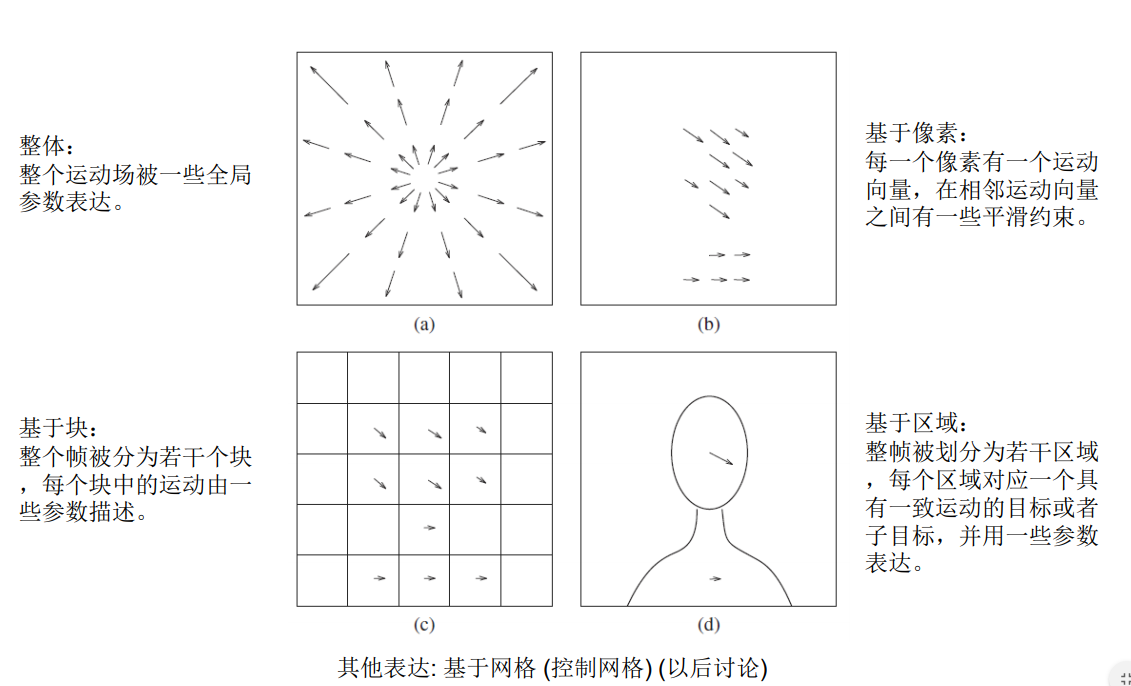 整体：
整个运动场被一些全局
参数表达。
基于像素：
每一个像素有一个运动
向量，在相邻运动向量
之间有一些平滑约束。
(a)
(b)
基于块：
整个帧被分为若干个块
，每个块中的运动由一
些参数描述。
基于区域：
整帧被划分为若干区域
，每个区域对应一个具
有一致运动的目标或者
子目标，并用一些参数
表达。
(c)
(d)
其他表达: 基于网格 (控制网格) (以后讨论)